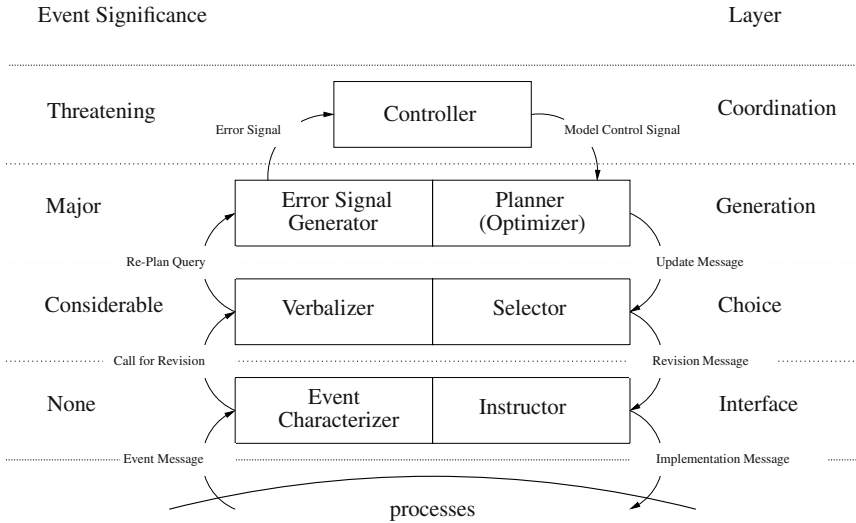 Event Significance
Layer
Threatening
Controller
Coordination
Error Signal
Model Control Signal
Major
Error Signal
Generator
Planner
(Optimizer)
Generation
Re-Plan Query
Update Message
Considerable
Verbalizer
Selector
Choice
Call for Revision
Revision Message
None
Event
Characterizer
Instructor
Interface
Event Message
Implementation Message
processes